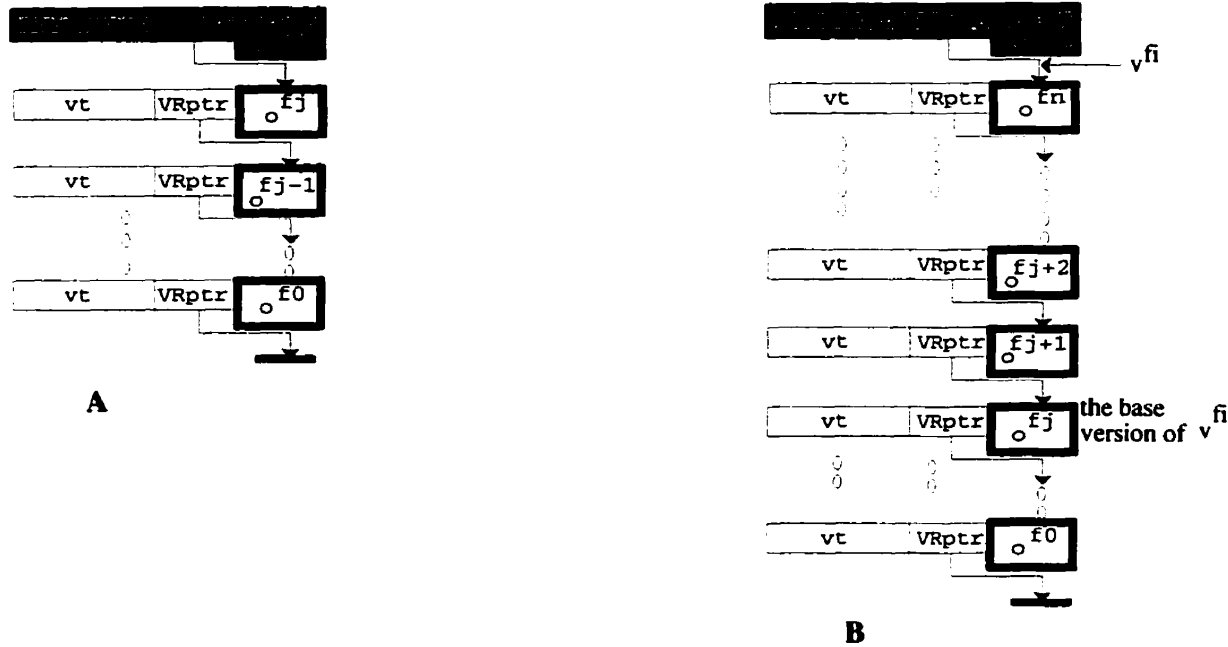 vt VRptr o fj
vt VRptr o fj-1
vt VRptr o f0
A
v fi
vt VRptr o fn
vt VRptr o fj+2
vt VRptr o fj+1
vt VRptr o fj
the base
version of v fi
vt VRptr o f0
B